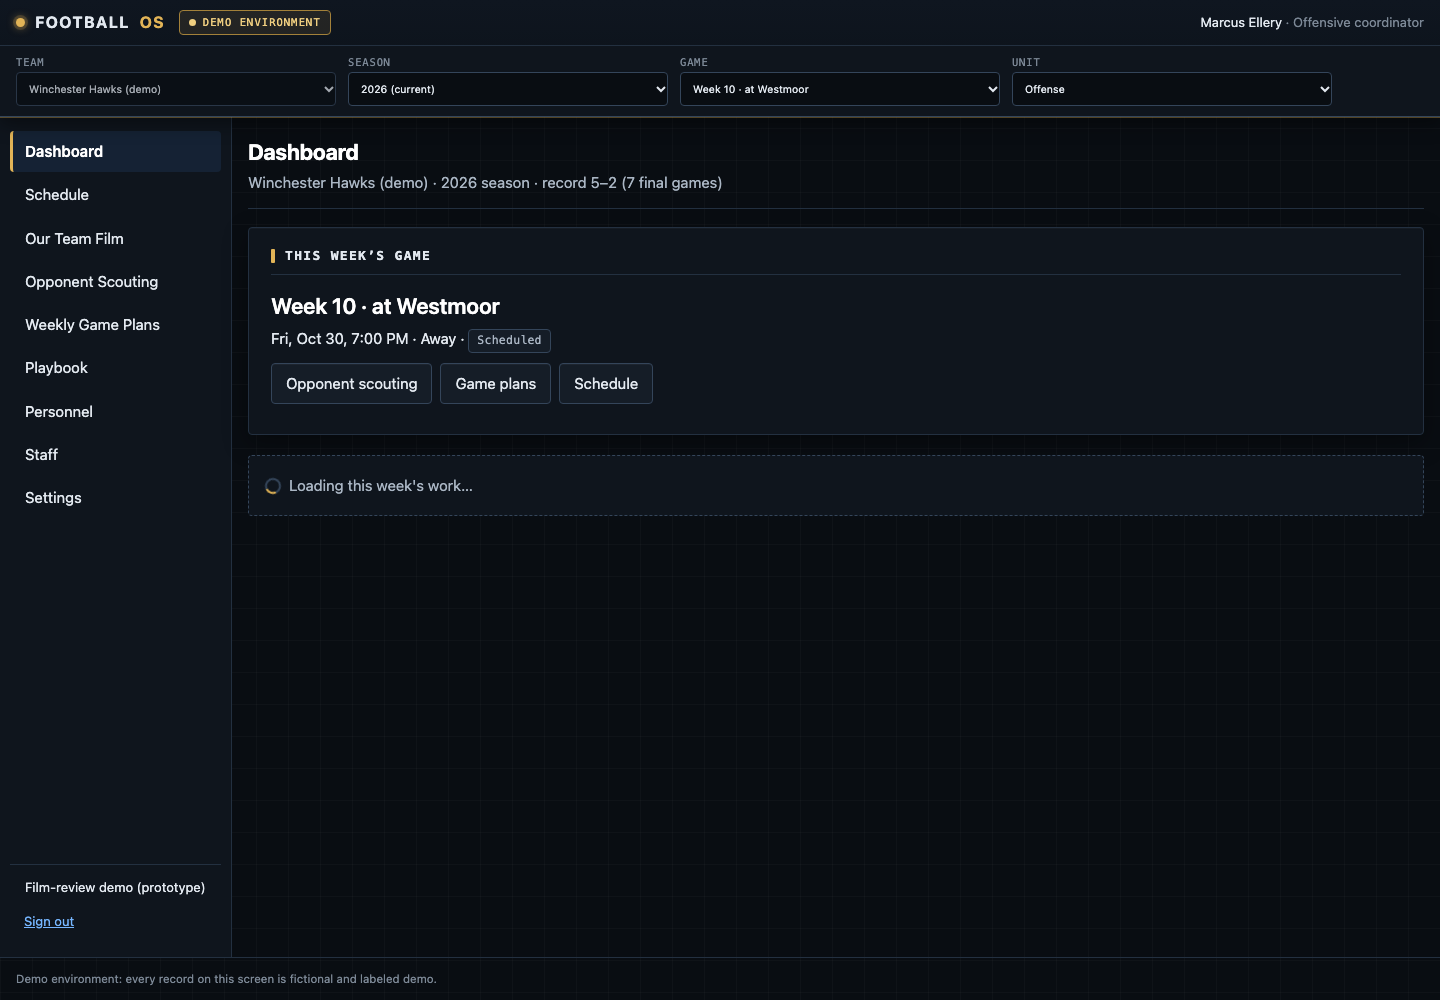 FOOTBALL OS
DEMO ENVIRONMENT
Marcus Ellery · Offensive coordinator
TEAM
Winchester Hawks (demo)
SEASON
2026 (current)
GAME
Week 10 · at Westmoor
UNIT
Offense
Dashboard
Schedule
Our Team Film
Opponent Scouting
Weekly Game Plans
Playbook
Personnel
Staff
Settings
Film-review demo (prototype)
Sign out
Dashboard
Winchester Hawks (demo) · 2026 season · record 5–2 (7 final games)
THIS WEEK’S GAME
Week 10 · at Westmoor
Fri, Oct 30, 7:00 PM · Away · Scheduled
Opponent scouting
Game plans
Schedule
Loading this week's work...
Demo environment: every record on this screen is fictional and labeled demo.